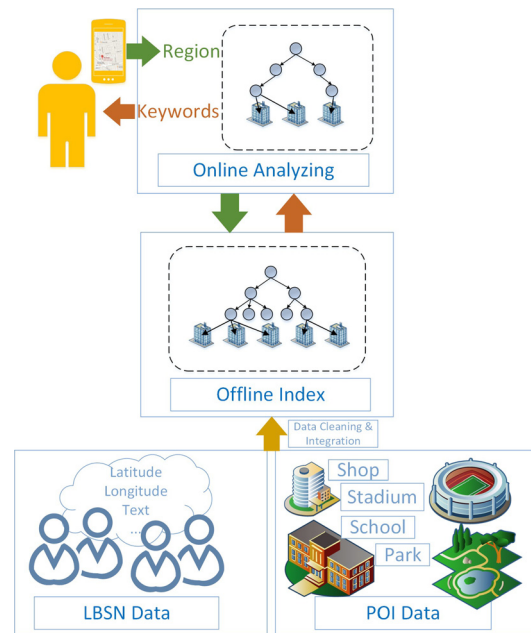 Region
Keywords
Online Analyzing
Offline Index
Data Cleaning &
Integration
Latitude
Longitude
Text
...
LBSN Data
Shop
Stadium
School
Park
POI Data